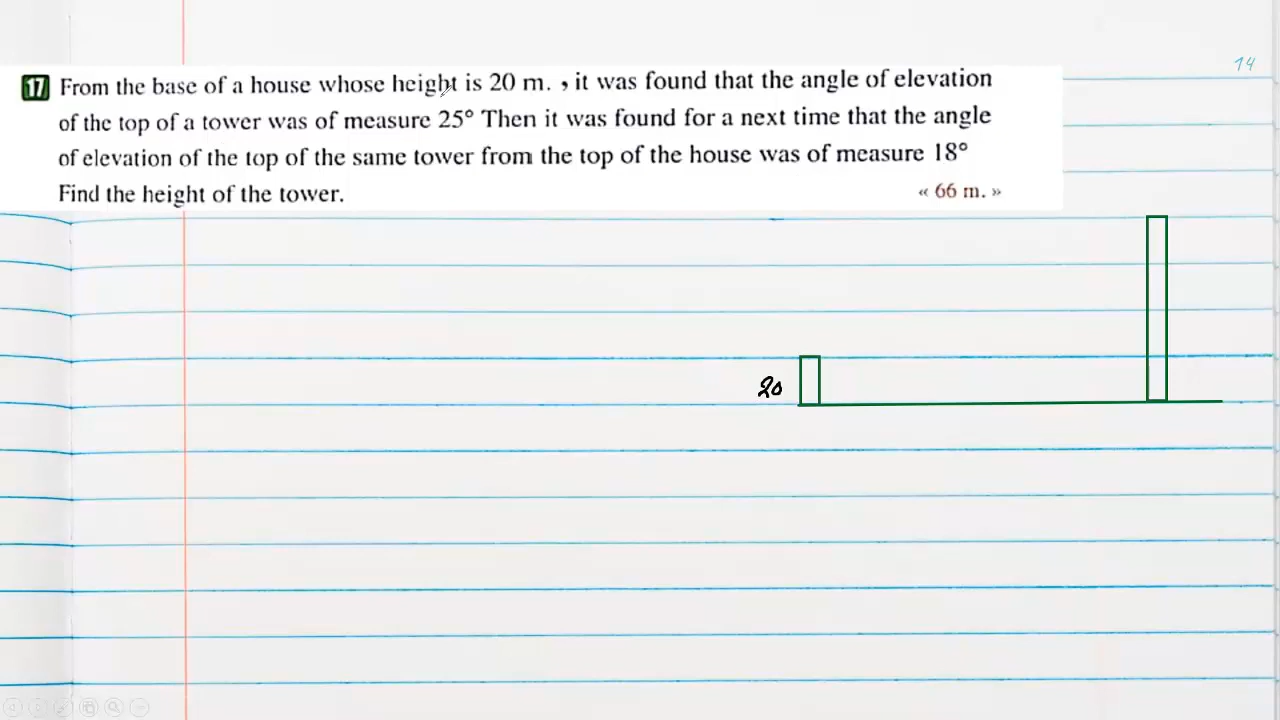 14
17 From the base of a house whose height is 20 m. , it was found that the angle of elevation
of the top of a tower was of measure 25° Then it was found for a next time that the angle
of elevation of the top of the same tower from the top of the house was of measure 18°
Find the height of the tower. « 66 m. »
20